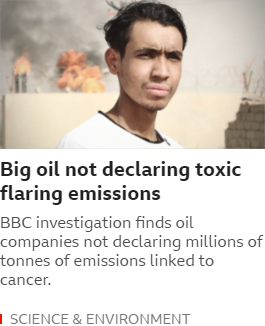 Big oil not declaring toxic
flaring emissions
BBC investigation finds oil
companies not declaring millions of
tonnes of emissions linked to
cancer.
SCIENCE & ENVIRONMENT